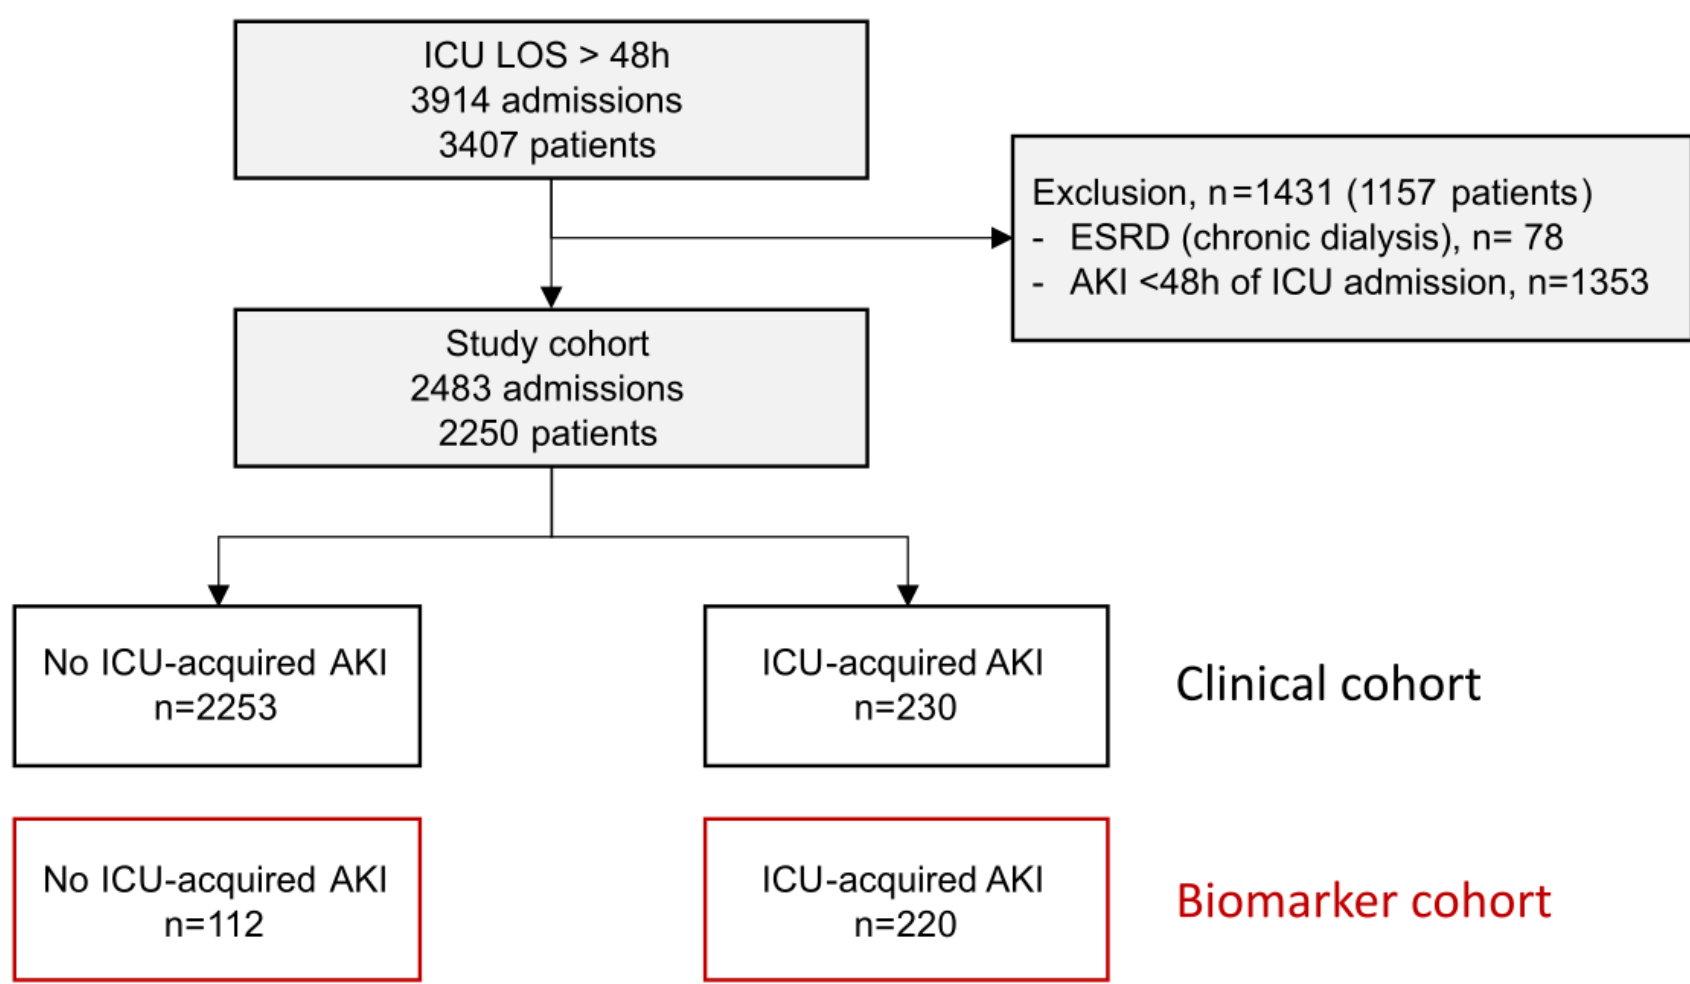 ICU LOS > 48h
3914 admissions
3407 patients
Exclusion, n=1431 (1157 patients)
- ESRD (chronic dialysis), n= 78
- AKI <48h of ICU admission, n=1353
Study cohort
2483 admissions
2250 patients
No ICU-acquired AKI
n=2253
ICU-acquired AKI
n=230
Clinical cohort
No ICU-acquired AKI
n=112
ICU-acquired AKI
n=220
Biomarker cohort